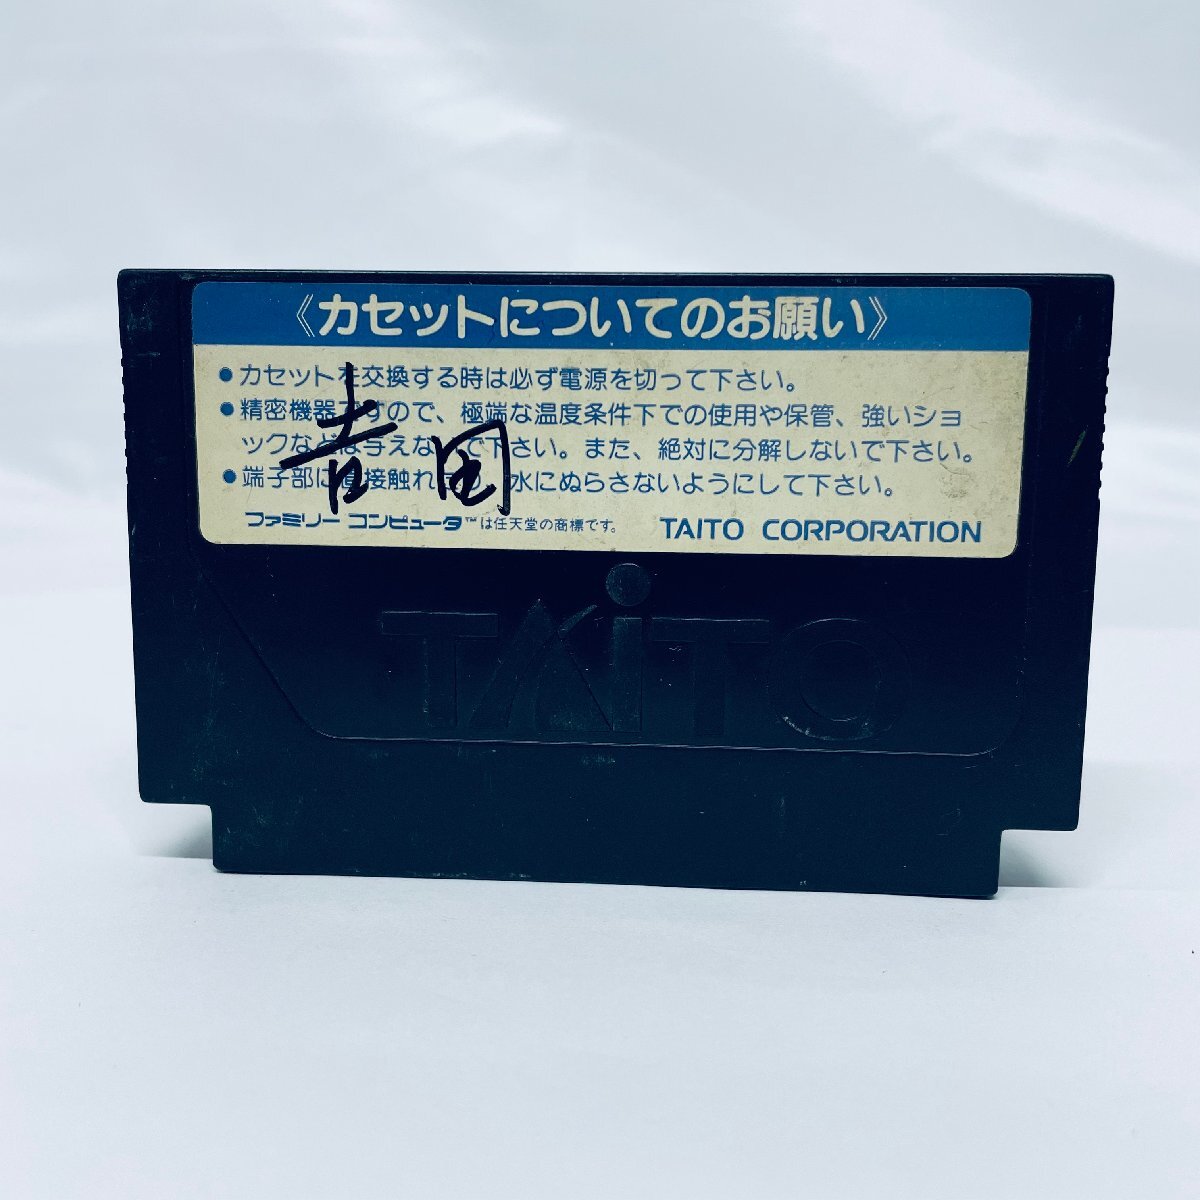 《カセットについてのお願い》
●カセットを交換する時は必ず電源を切って下さい。
●精密機器ですので、極端な温度条件下での使用や保管、強いショ
ックなどは与えないで下さい。また、絶対に分解しないで下さい。
●端子部に直接触れたり、水にぬらさないようにして下さい。
吉田
ファミリー コンピュータ™は任天堂の商標です。
TAITO CORPORATION
TAITO